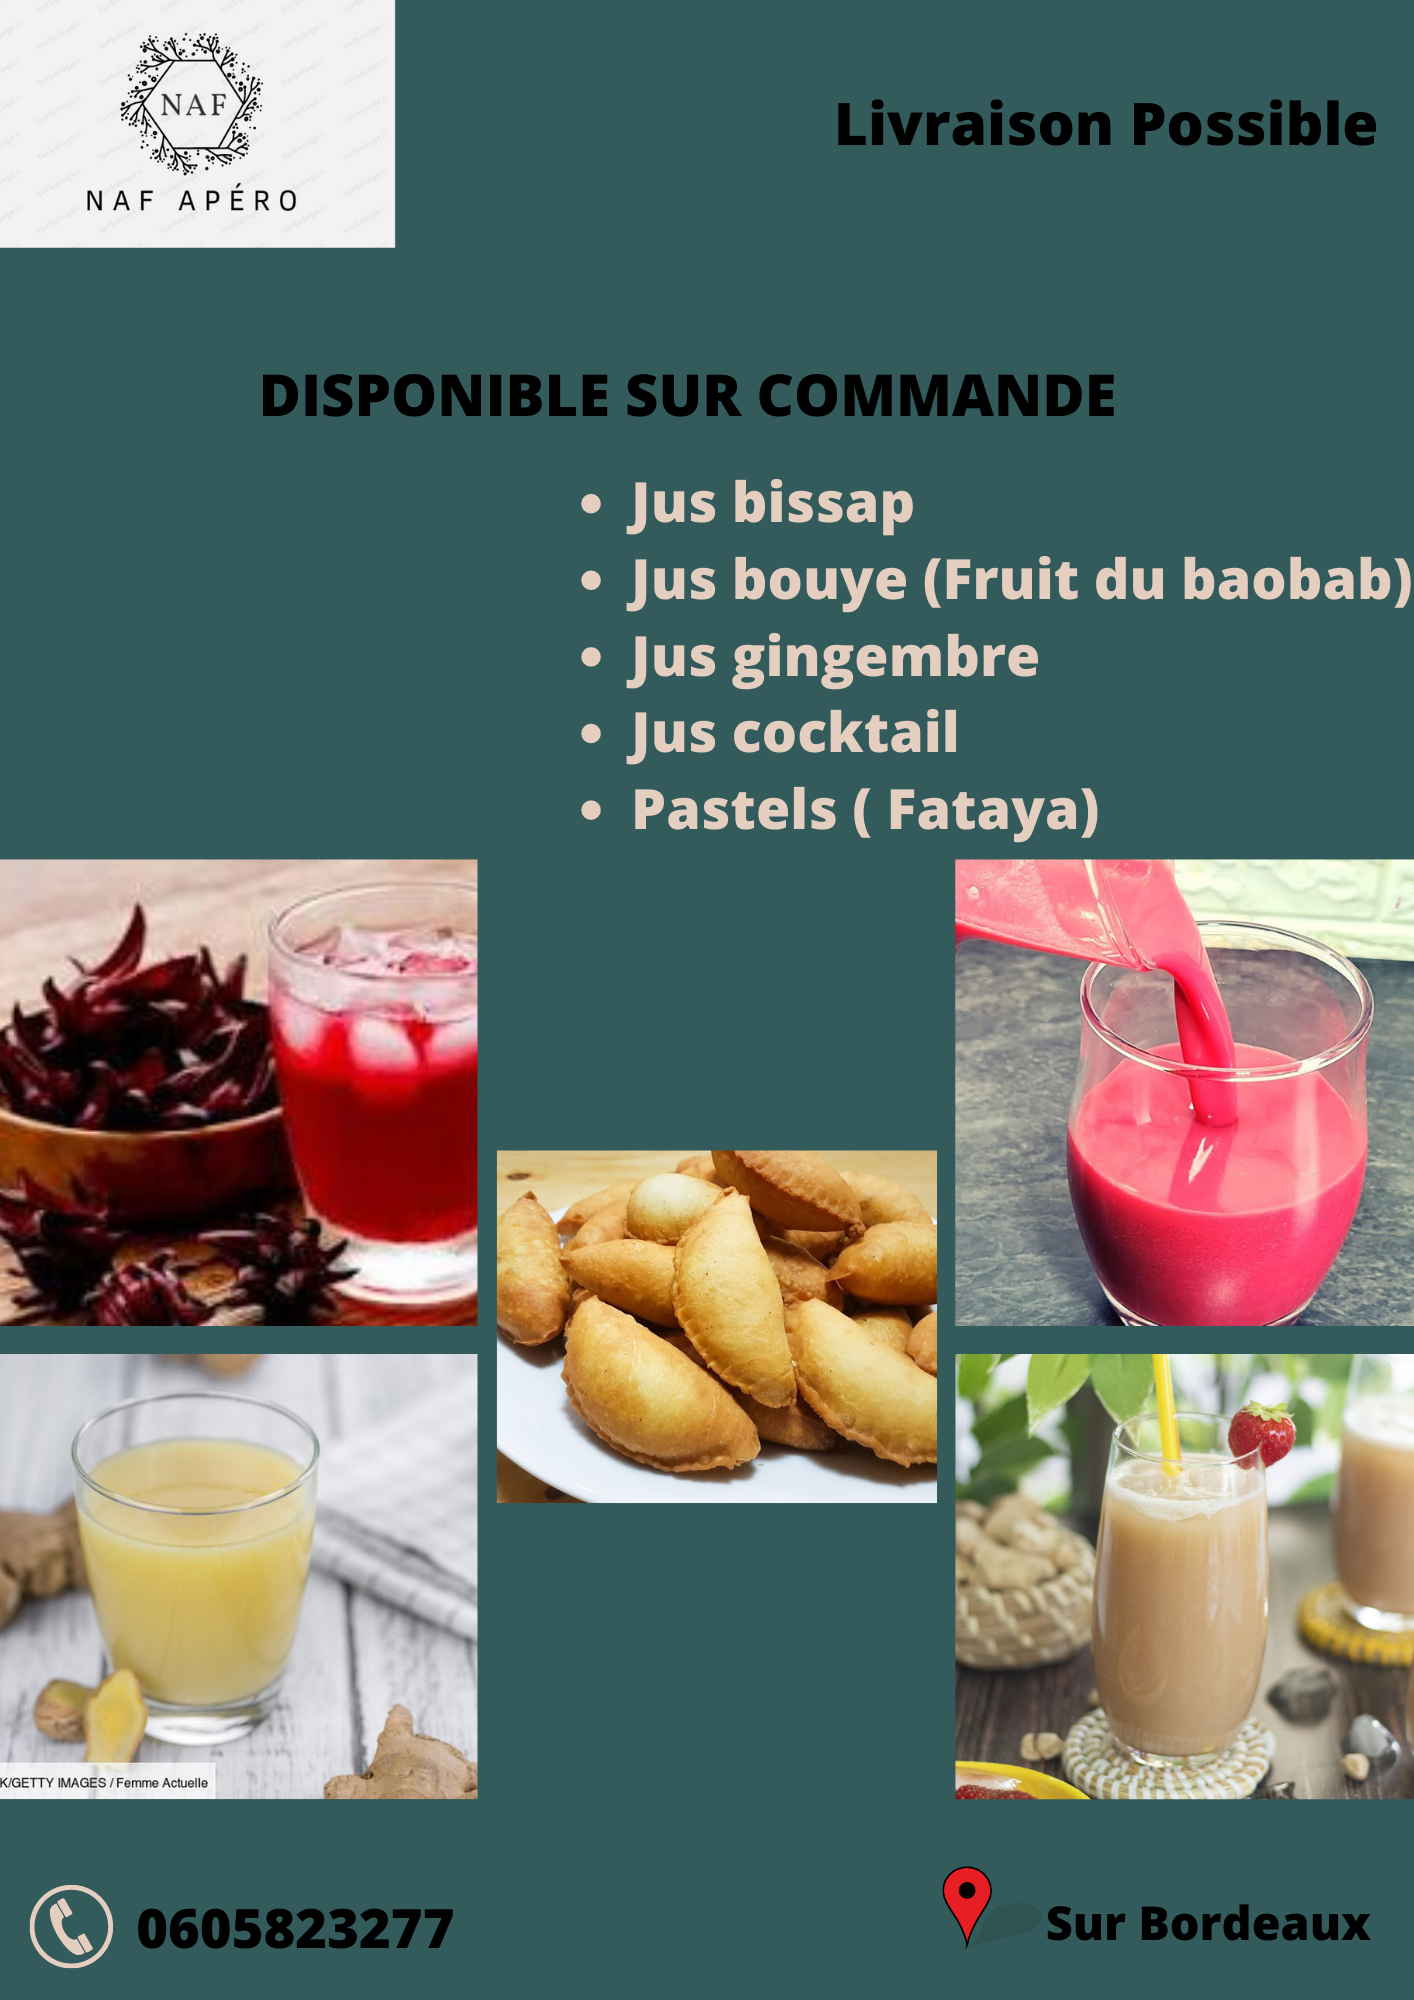 NAF
NAF APÉRO
Livraison Possible
DISPONIBLE SUR COMMANDE
• Jus bissap
• Jus bouye (Fruit du baobab)
• Jus gingembre
• Jus cocktail
• Pastels ( Fataya)
K/GETTY IMAGES / Femme Actuelle
0605823277
Sur Bordeaux